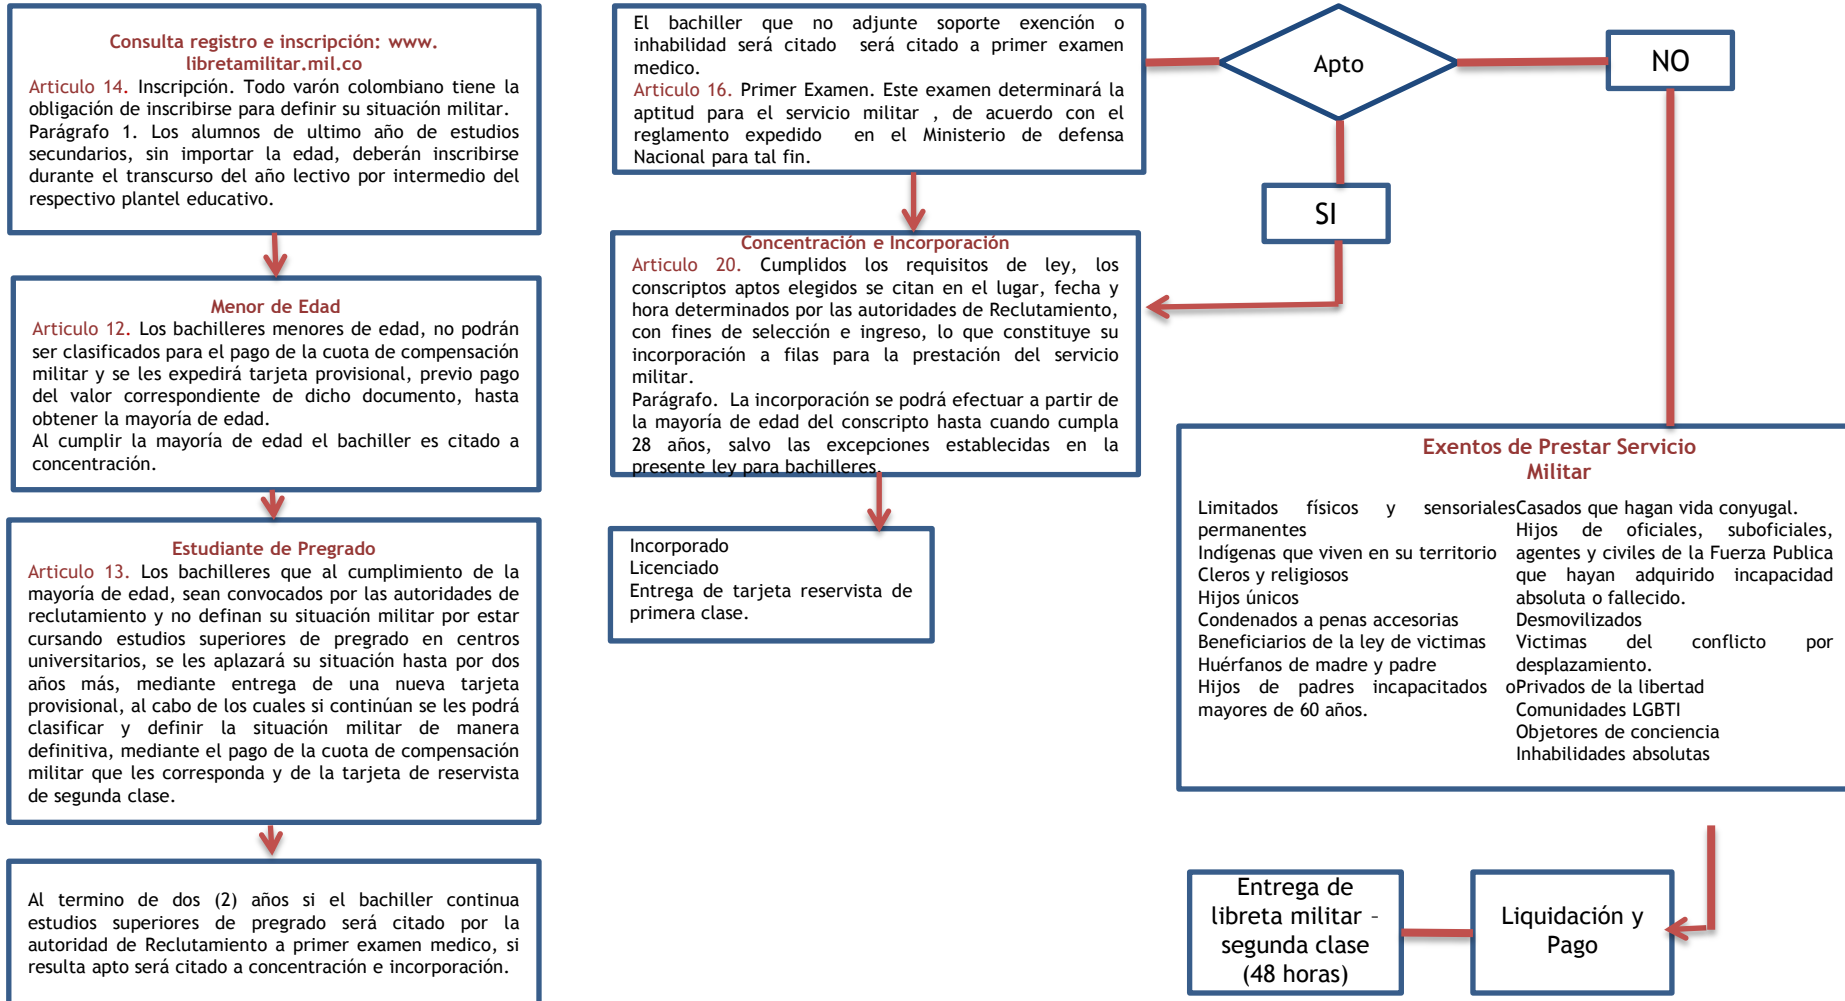 Consulta registro e inscripción: www.
libretamilitar.mil.co
Articulo 14. Inscripción. Todo varón colombiano tiene la
obligación de inscribirse para definir su situación militar.
Parágrafo 1. Los alumnos de ultimo año de estudios
secundarios, sin importar la edad, deberán inscribirse
durante el transcurso del año lectivo por intermedio del
respectivo plantel educativo.
Menor de Edad
Articulo 12. Los bachilleres menores de edad, no podrán
ser clasificados para el pago de la cuota de compensación
militar y se les expedirá tarjeta provisional, previo pago
del valor correspondiente de dicho documento, hasta
obtener la mayoría de edad.
Al cumplir la mayoría de edad el bachiller es citado a
concentración.
Estudiante de Pregrado
Articulo 13. Los bachilleres que al cumplimiento de la
mayoría de edad, sean convocados por las autoridades de
reclutamiento y no definan su situación militar por estar
cursando estudios superiores de pregrado en centros
universitarios, se les aplazará su situación hasta por dos
años más, mediante entrega de una nueva tarjeta
provisional, al cabo de los cuales si continúan se les podrá
clasificar y definir la situación militar de manera
definitiva, mediante el pago de la cuota de compensación
militar que les corresponda y de la tarjeta de reservista
de segunda clase.
Al termino de dos (2) años si el bachiller continua
estudios superiores de pregrado será citado por la
autoridad de Reclutamiento a primer examen medico, si
resulta apto será citado a concentración e incorporación.
El bachiller que no adjunte soporte exención o
inhabilidad será citado será citado a primer examen
medico.
Articulo 16. Primer Examen. Este examen determinará la
aptitud para el servicio militar , de acuerdo con el
reglamento expedido en el Ministerio de defensa
Nacional para tal fin.
Concentración e Incorporación
Articulo 20. Cumplidos los requisitos de ley, los
conscriptos aptos elegidos se citan en el lugar, fecha y
hora determinados por las autoridades de Reclutamiento,
con fines de selección e ingreso, lo que constituye su
incorporación a filas para la prestación del servicio
militar.
Parágrafo. La incorporación se podrá efectuar a partir de
la mayoría de edad del conscripto hasta cuando cumpla
28 años, salvo las excepciones establecidas en la
presente ley para bachilleres.
Incorporado
Licenciado
Entrega de tarjeta reservista de
primera clase.
Apto
NO
SI
Exentos de Prestar Servicio
Militar
Limitados físicos y sensoriales
permanentes
Indígenas que viven en su territorio
Cleros y religiosos
Hijos únicos
Condenados a penas accesorias
Beneficiarios de la ley de victimas
Huérfanos de madre y padre
Hijos de padres incapacitados o
mayores de 60 años.
Casados que hagan vida conyugal.
Hijos de oficiales, suboficiales,
agentes y civiles de la Fuerza Publica
que hayan adquirido incapacidad
absoluta o fallecido.
Desmovilizados
Victimas del conflicto por
desplazamiento.
Privados de la libertad
Comunidades LGBTI
Objetores de conciencia
Inhabilidades absolutas
Entrega de
libreta militar –
segunda clase
(48 horas)
Liquidación y
Pago